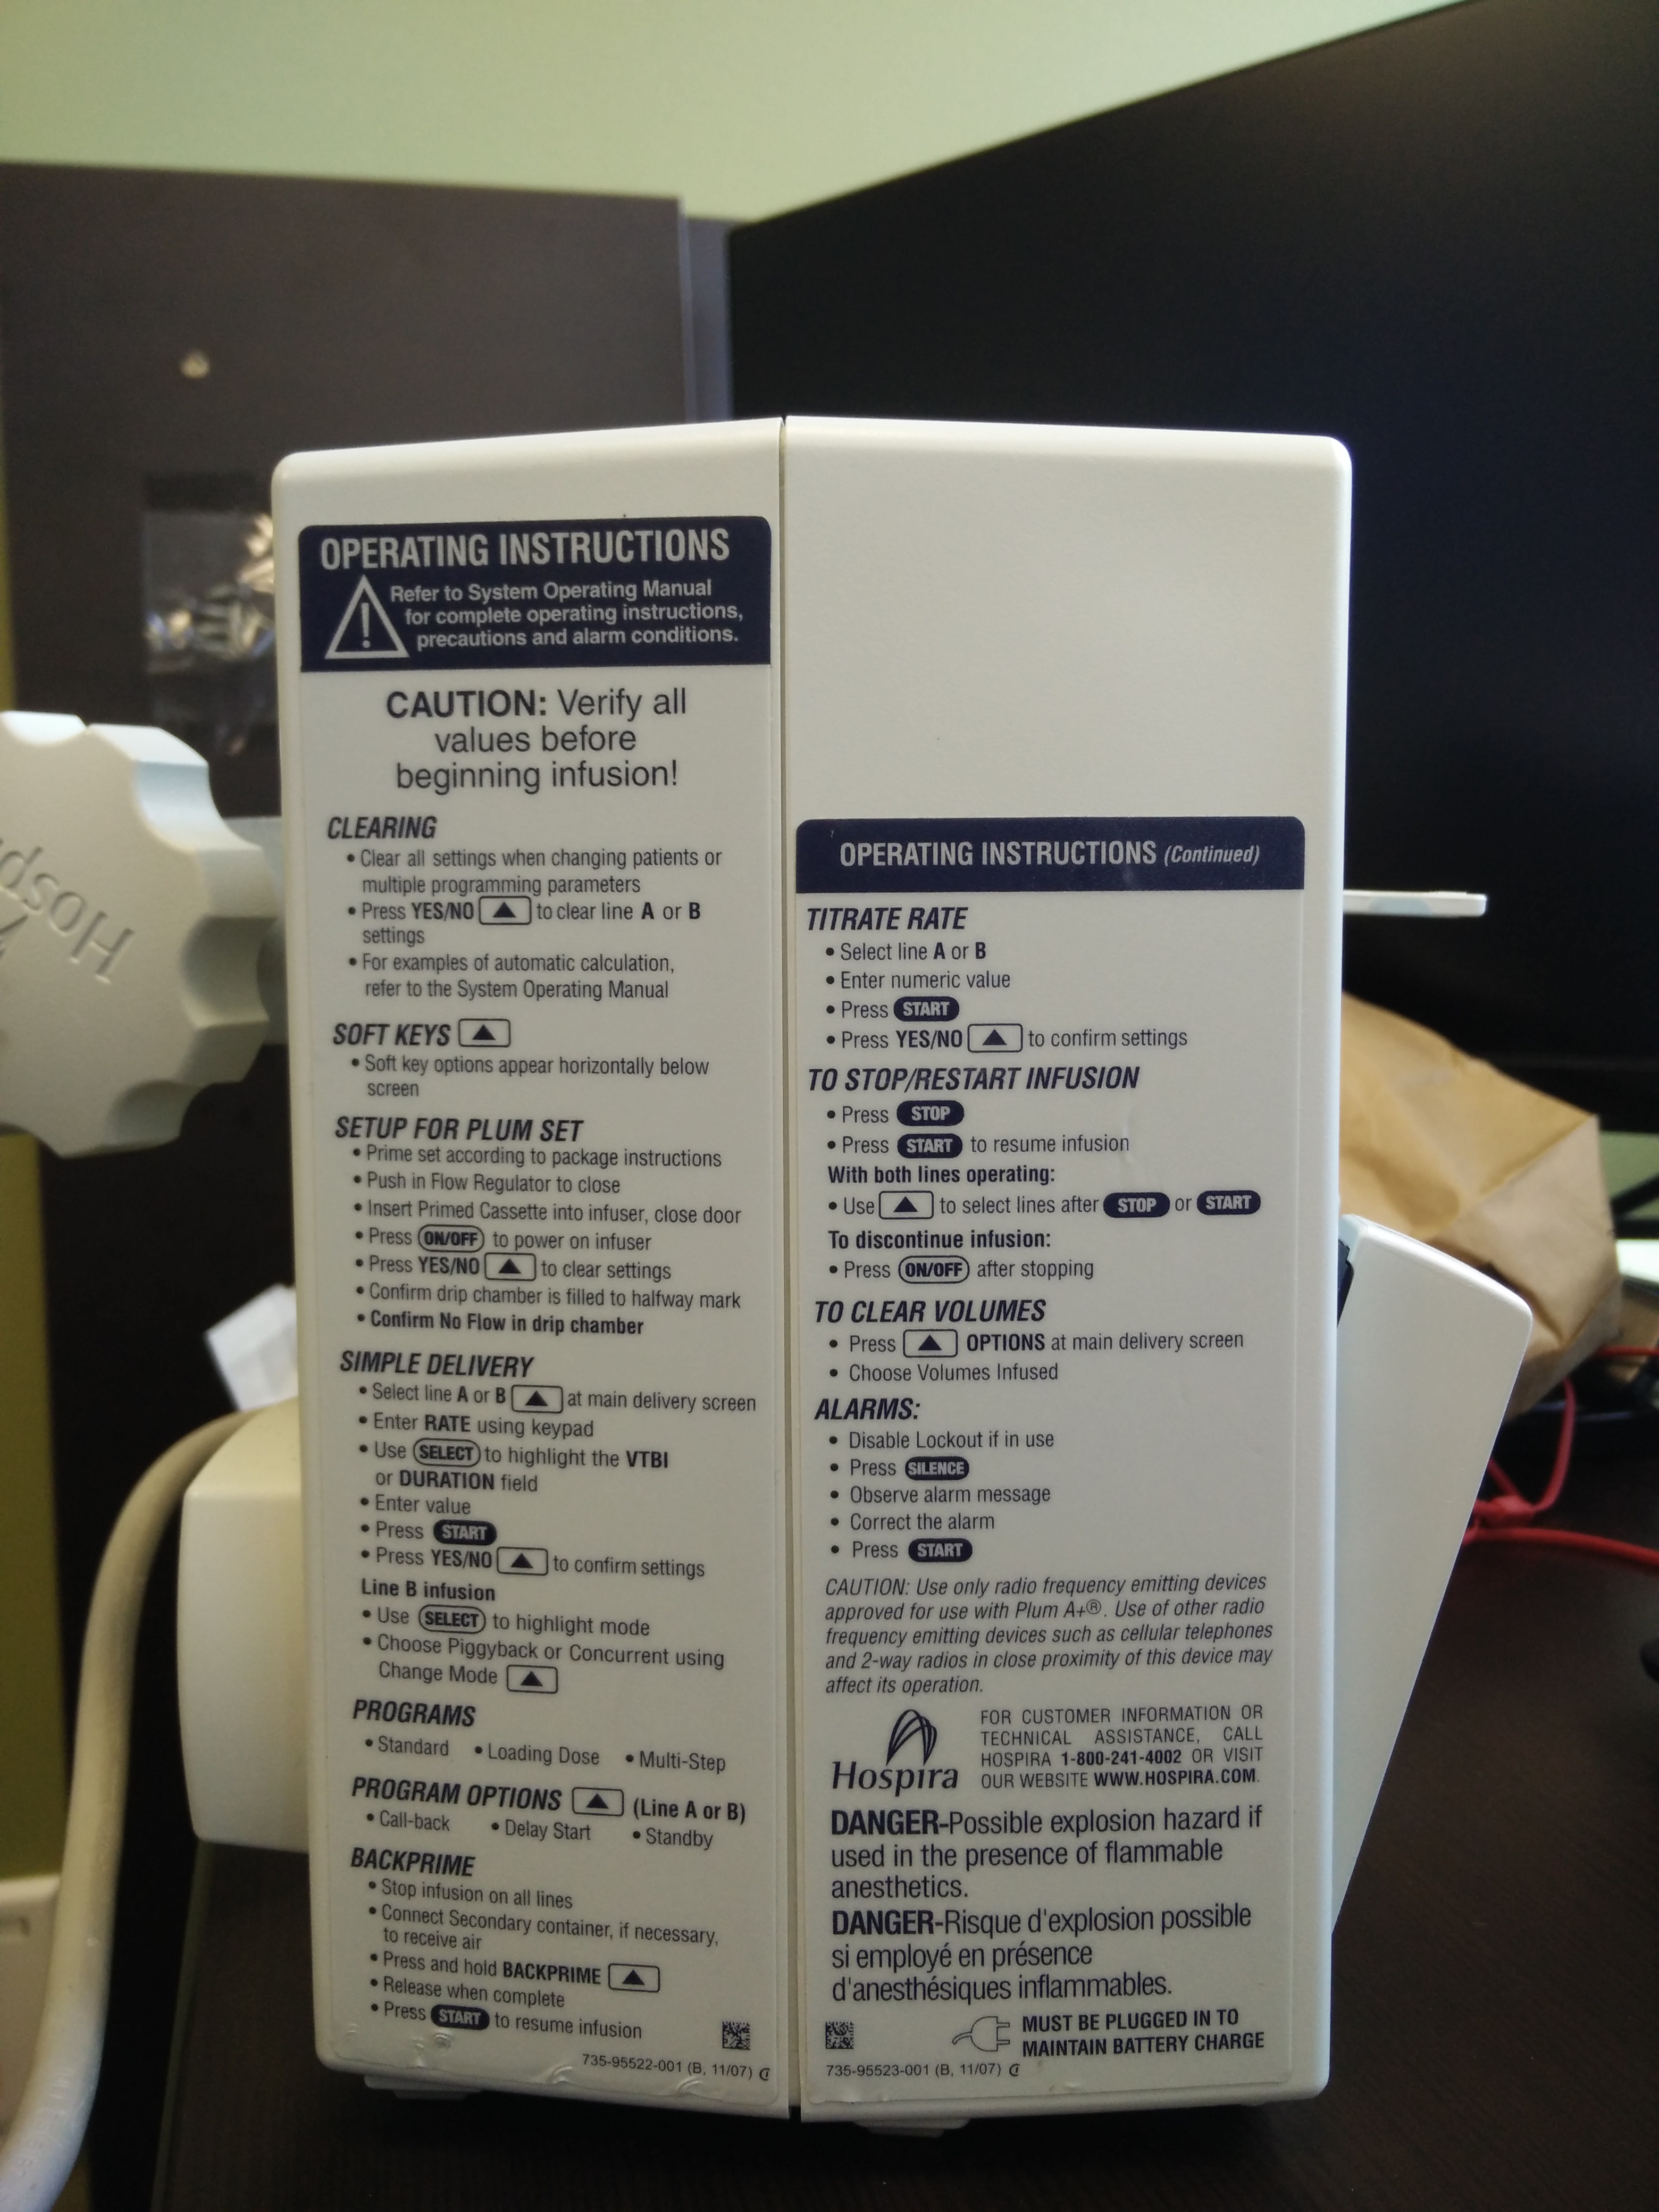 OPERATING INSTRUCTIONS
Refer to System Operating Manual
for complete operating instructions,
precautions and alarm conditions.
CAUTION: Verify all
values before
beginning infusion!
CLEARING
• Clear all settings when changing patients or
multiple programming parameters
• Press YES/NO ▲ to clear line A or B
settings
• For examples of automatic calculation,
refer to the System Operating Manual
SOFT KEYS ▲
• Soft key options appear horizontally below
screen
SETUP FOR PLUM SET
• Prime set according to package instructions
• Push in Flow Regulator to close
• Insert Primed Cassette into infuser, close door
• Press ON/OFF to power on infuser
• Press YES/NO ▲ to clear settings
• Confirm drip chamber is filled to halfway mark
• Confirm No Flow in drip chamber
SIMPLE DELIVERY
• Select line A or B ▲ at main delivery screen
• Enter RATE using keypad
• Use SELECT to highlight the VTBI
or DURATION field
• Enter value
• Press START
• Press YES/NO ▲ to confirm settings
Line B infusion
• Use SELECT to highlight mode
• Choose Piggyback or Concurrent using
Change Mode ▲
PROGRAMS
• Standard • Loading Dose • Multi-Step
PROGRAM OPTIONS ▲ (Line A or B)
• Call-back • Delay Start • Standby
BACKPRIME
• Stop infusion on all lines
• Connect Secondary container, if necessary,
to receive air
• Press and hold BACKPRIME ▲
• Release when complete
• Press START to resume infusion
735-95522-001 (B, 11/07)
OPERATING INSTRUCTIONS (Continued)
TITRATE RATE
• Select line A or B
• Enter numeric value
• Press START
• Press YES/NO ▲ to confirm settings
TO STOP/RESTART INFUSION
• Press STOP
• Press START to resume infusion
With both lines operating:
• Use ▲ to select lines after STOP or START
To discontinue infusion:
• Press ON/OFF after stopping
TO CLEAR VOLUMES
• Press ▲ OPTIONS at main delivery screen
• Choose Volumes Infused
ALARMS:
• Disable Lockout if in use
• Press SILENCE
• Observe alarm message
• Correct the alarm
• Press START
CAUTION: Use only radio frequency emitting devices
approved for use with Plum A+®. Use of other radio
frequency emitting devices such as cellular telephones
and 2-way radios in close proximity of this device may
affect its operation.
Hospira
FOR CUSTOMER INFORMATION OR
TECHNICAL ASSISTANCE, CALL
HOSPIRA 1-800-241-4002 OR VISIT
OUR WEBSITE WWW.HOSPIRA.COM.
DANGER-Possible explosion hazard if
used in the presence of flammable
anesthetics.
DANGER-Risque d'explosion possible
si employé en présence
d'anesthésiques inflammables.
MUST BE PLUGGED IN TO
MAINTAIN BATTERY CHARGE
735-95523-001 (B, 11/07)
Hosp